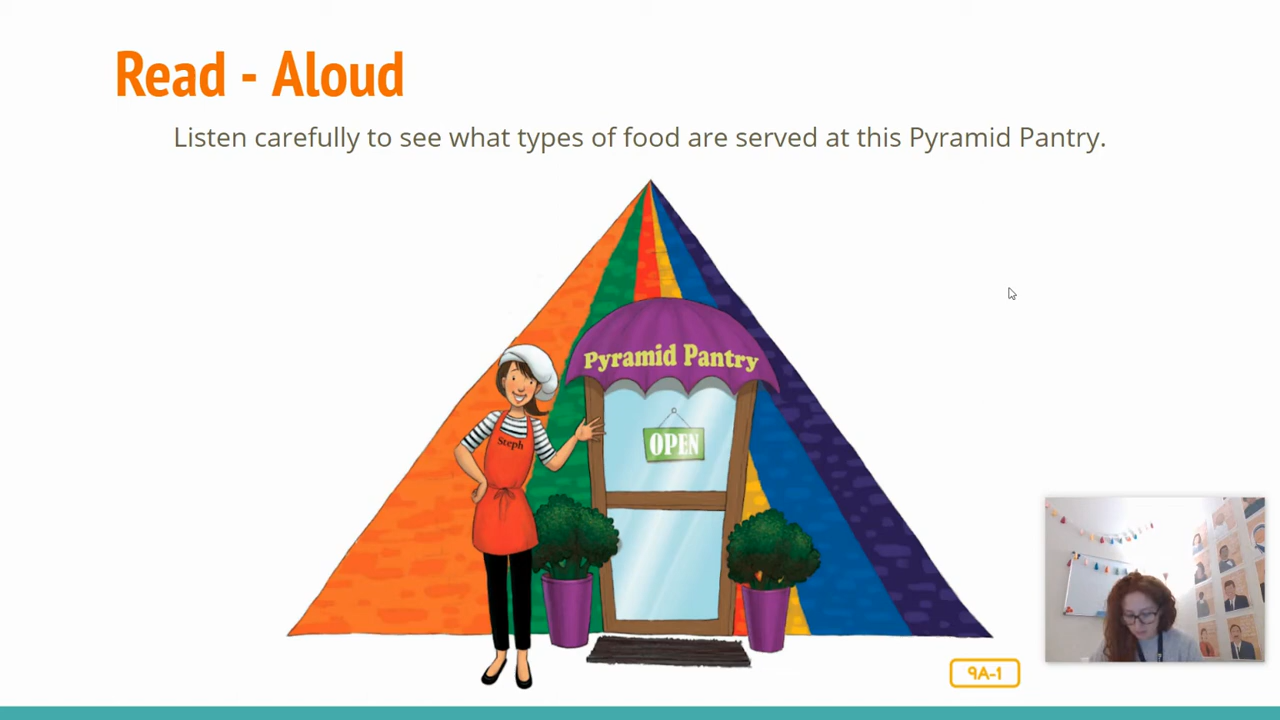 Read - Aloud
Listen carefully to see what types of food are served at this Pyramid Pantry.
Pyramid Pantry
OPEN
Steph
9A-1